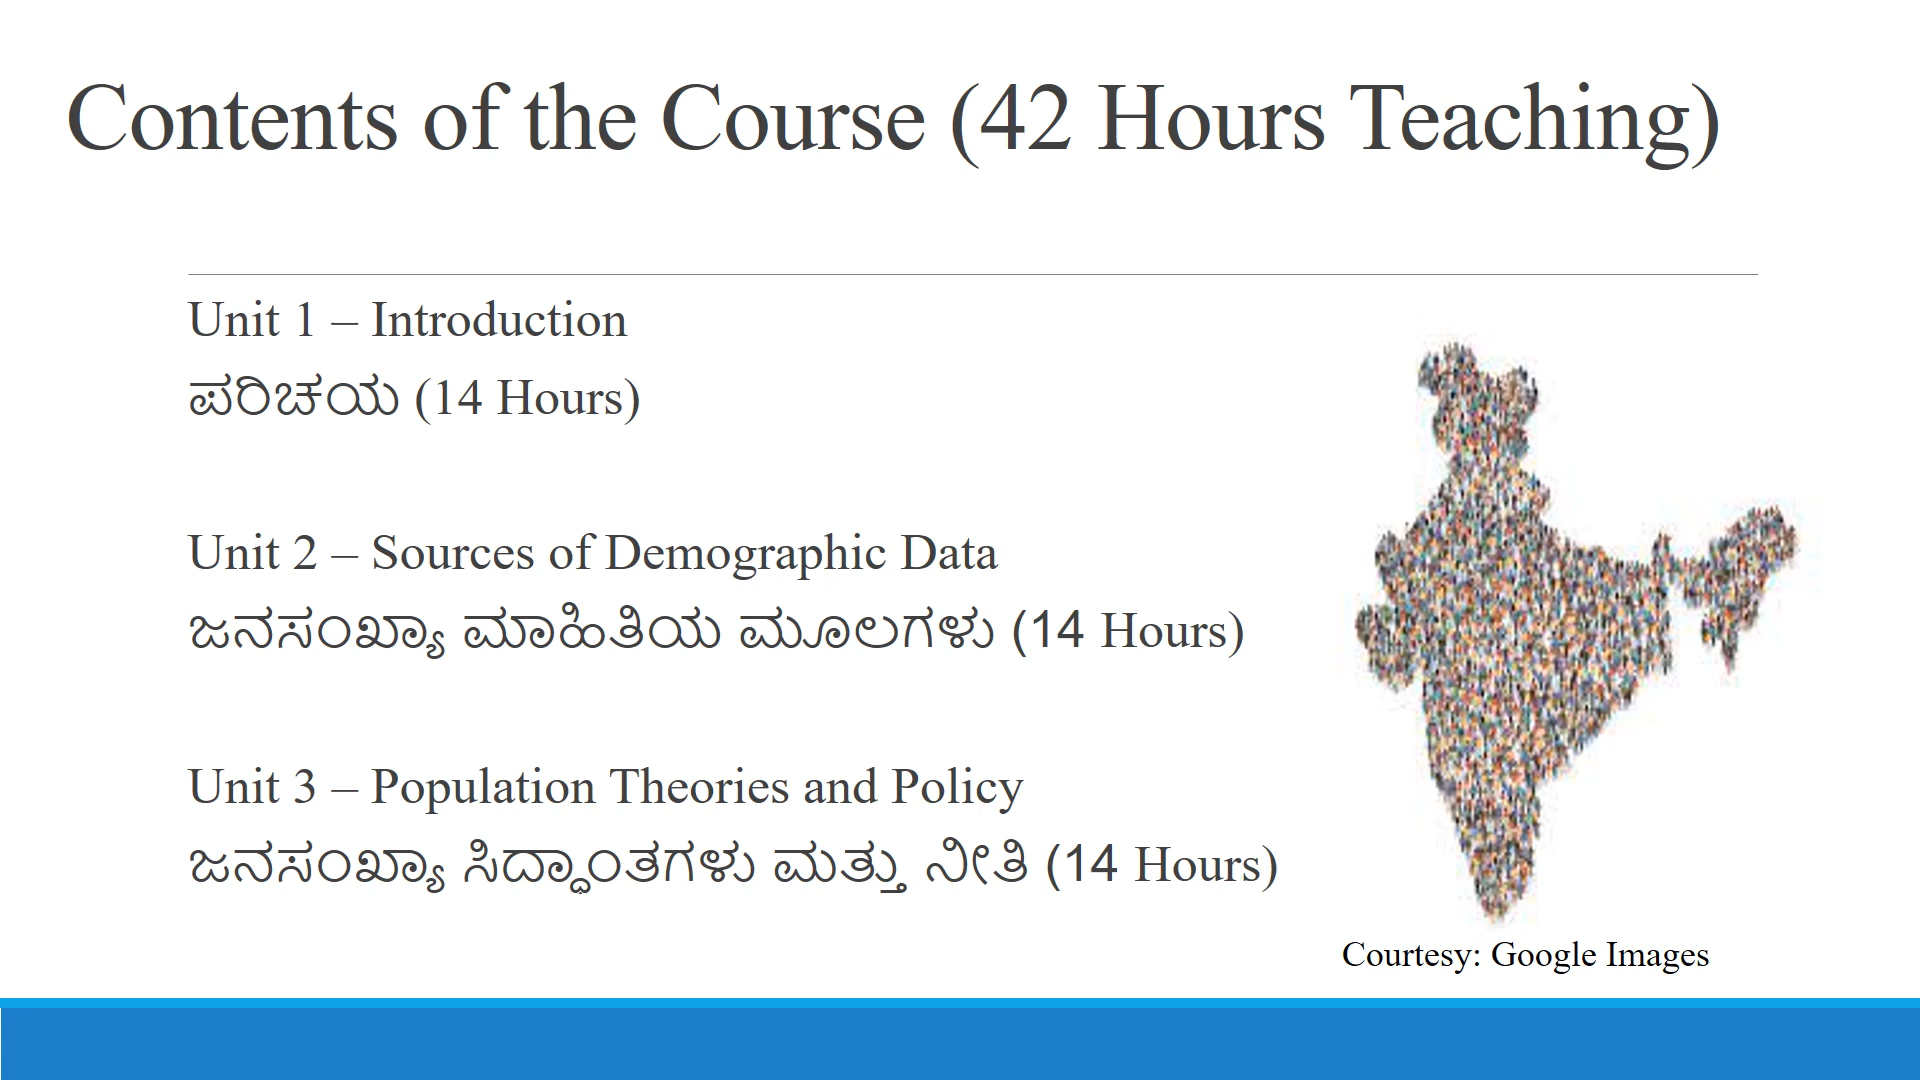 Contents of the Course (42 Hours Teaching)
Unit 1 – Introduction
ಪರಿಚಯ (14 Hours)
Unit 2 – Sources of Demographic Data
ಜನಸಂಖ್ಯಾ ಮಾಹಿತಿಯ ಮೂಲಗಳು (14 Hours)
Unit 3 – Population Theories and Policy
ಜನಸಂಖ್ಯಾ ಸಿದ್ಧಾಂತಗಳು ಮತ್ತು ನೀತಿ (14 Hours)
Courtesy: Google Images